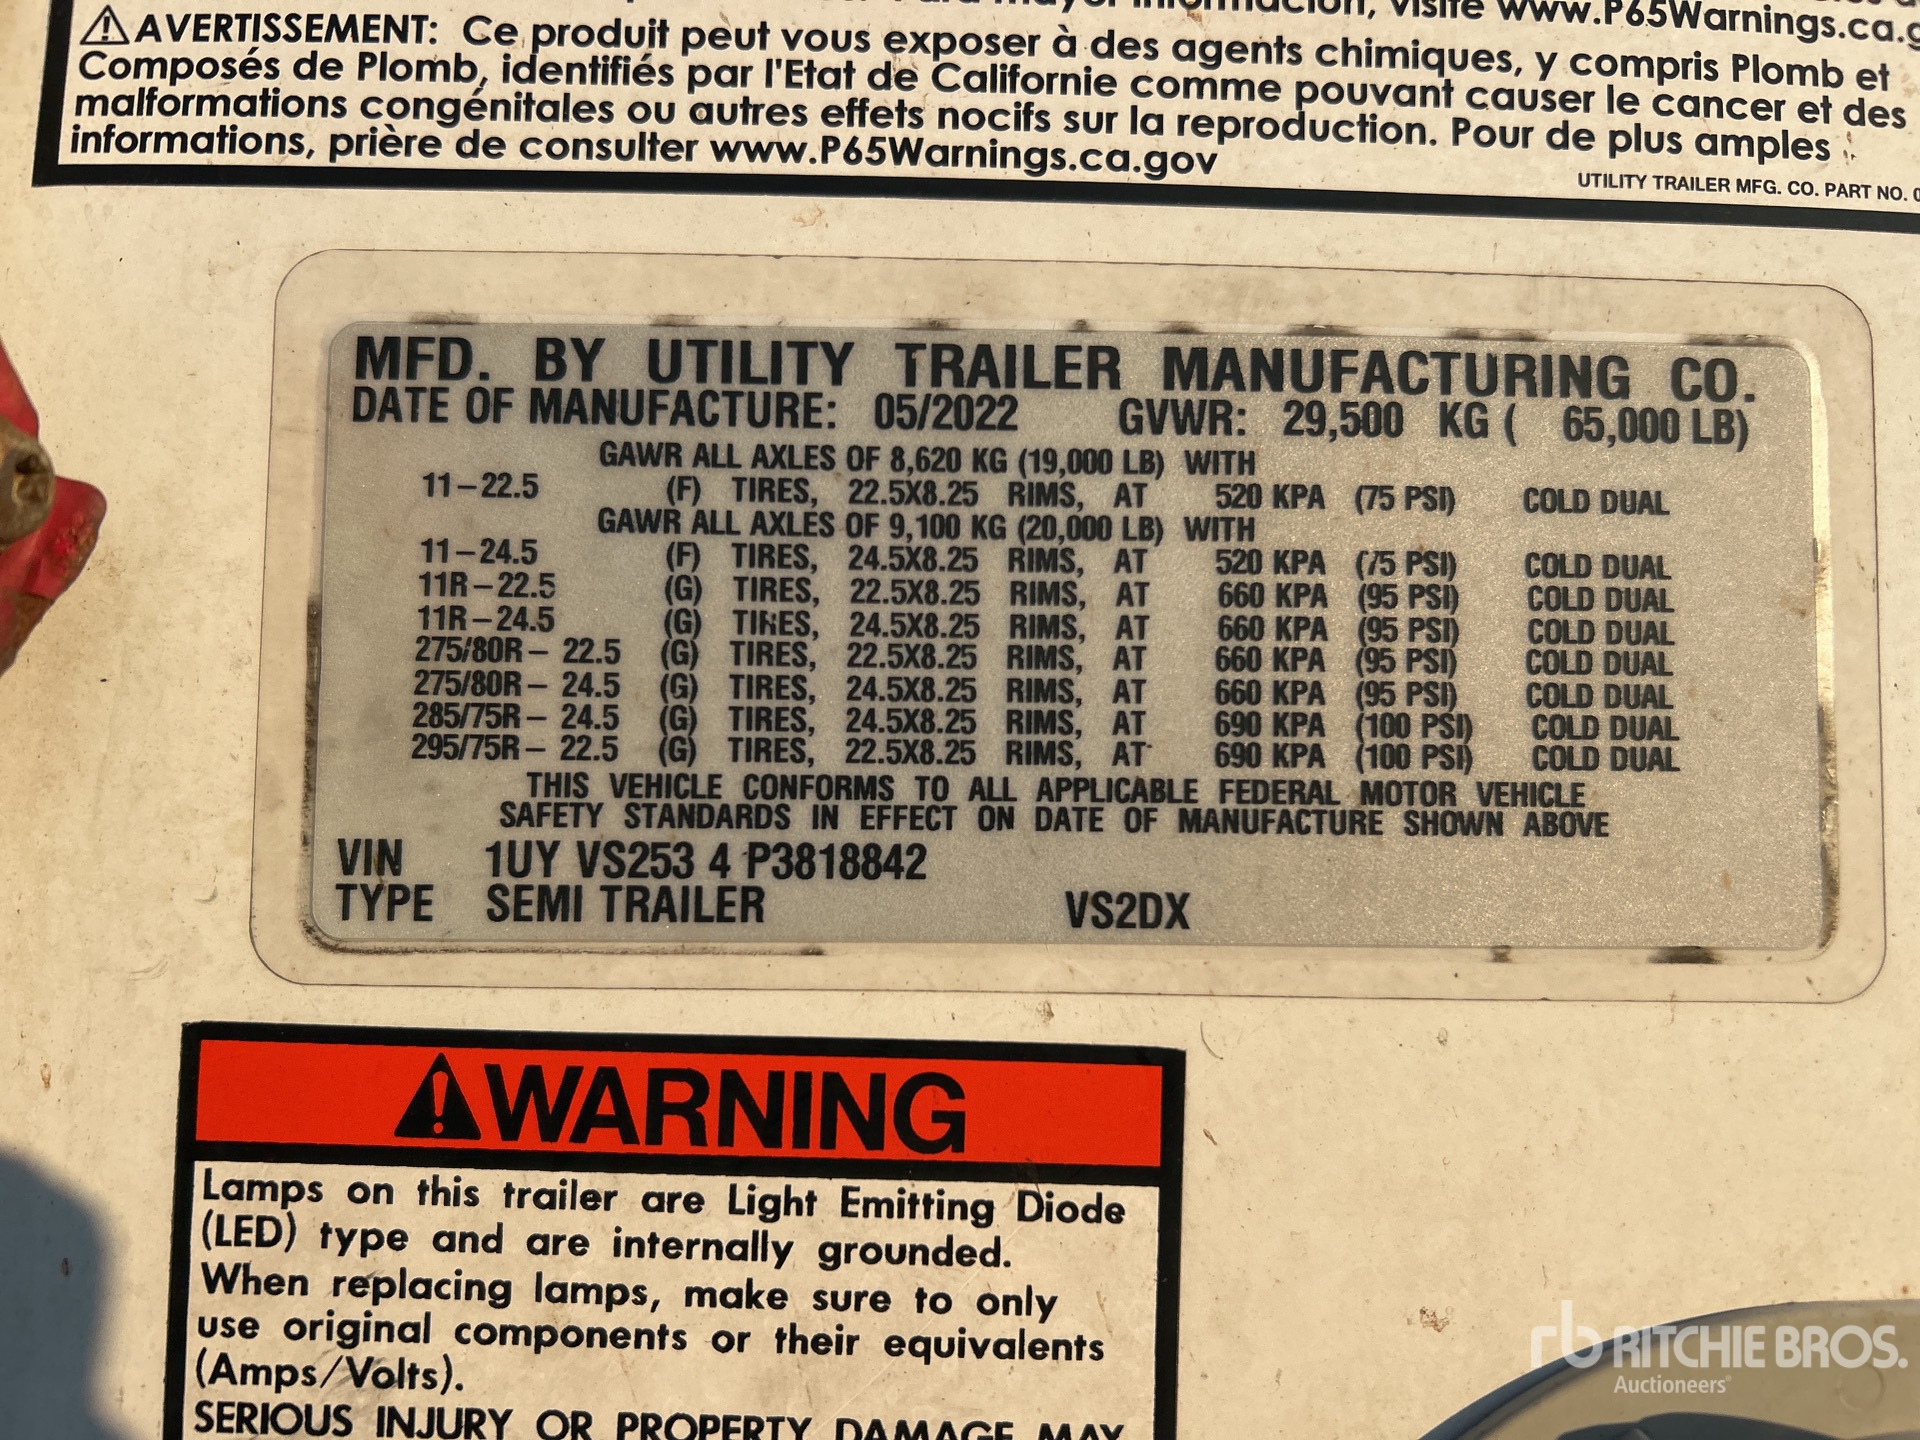 información, visite www.P65Warnings.ca.g
⚠AVERTISSEMENT: Ce produit peut vous exposer à des agents chimiques, y compris Plomb et
Composés de Plomb, identifiés par l'Etat de Californie comme pouvant causer le cancer et des
malformations congénitales ou autres effets nocifs sur la reproduction. Pour de plus amples
informations, prière de consulter www.P65Warnings.ca.gov
UTILITY TRAILER MFG. CO. PART NO.
MFD. BY UTILITY TRAILER MANUFACTURING CO.
DATE OF MANUFACTURE: 05/2022 GVWR: 29,500 KG ( 65,000 LB)
GAWR ALL AXLES OF 8,620 KG (19,000 LB) WITH
11-22.5 (F) TIRES, 22.5X8.25 RIMS, AT 520 KPA (75 PSI) COLD DUAL
GAWR ALL AXLES OF 9,100 KG (20,000 LB) WITH
11-24.5 (F) TIRES, 24.5X8.25 RIMS, AT 520 KPA (75 PSI) COLD DUAL
11R-22.5 (G) TIRES, 22.5X8.25 RIMS, AT 660 KPA (95 PSI) COLD DUAL
11R-24.5 (G) TIRES, 24.5X8.25 RIMS, AT 660 KPA (95 PSI) COLD DUAL
275/80R- 22.5 (G) TIRES, 22.5X8.25 RIMS, AT 660 KPA (95 PSI) COLD DUAL
275/80R- 24.5 (G) TIRES, 24.5X8.25 RIMS, AT 660 KPA (95 PSI) COLD DUAL
285/75R- 24.5 (G) TIRES, 24.5X8.25 RIMS, AT 690 KPA (100 PSI) COLD DUAL
295/75R- 22.5 (G) TIRES, 22.5X8.25 RIMS, AT 690 KPA (100 PSI) COLD DUAL
THIS VEHICLE CONFORMS TO ALL APPLICABLE FEDERAL MOTOR VEHICLE
SAFETY STANDARDS IN EFFECT ON DATE OF MANUFACTURE SHOWN ABOVE
VIN 1UY VS253 4 P3818842
TYPE SEMI TRAILER VS2DX
⚠WARNING
Lamps on this trailer are Light Emitting Diode
(LED) type and are internally grounded.
When replacing lamps, make sure to only
use original components or their equivalents
(Amps/Volts).
SERIOUS INJURY OR PROPERTY DAMAGE MAY
rb RITCHIE BROS.
Auctioneers